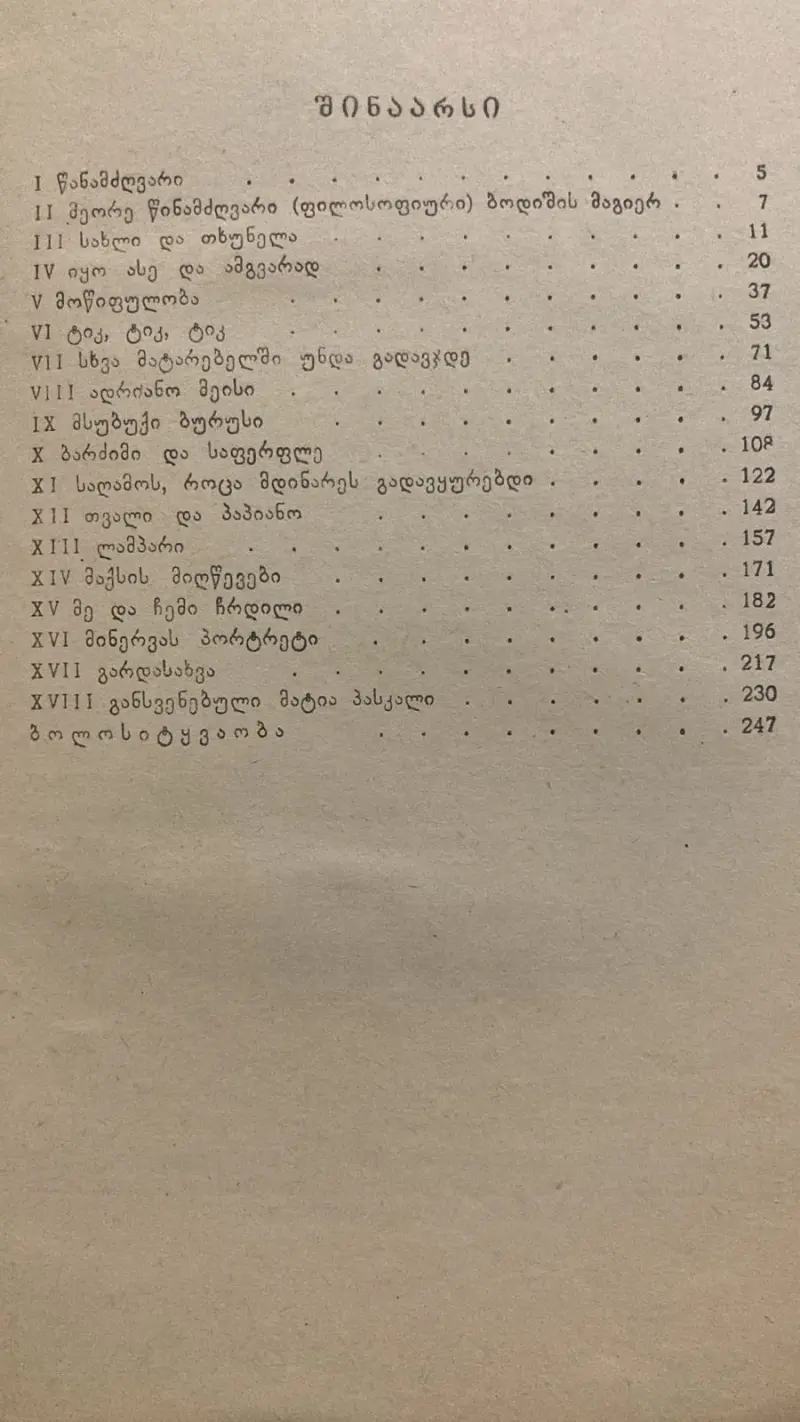 შინაარსი
I წანამძღვარი . . . . . . . . . . . . 5
II მეორე წინამძღვარი (ფილოსოფიური) ბოდიშის მაგიერ . . 7
III სახლი და თხუნელა . . . . . . . . . . 11
IV იყო ასე და ამგვარად . . . . . . . . . 20
V მოწიფულობა . . . . . . . . . . . 37
VI ტიკ, ტიკ, ტიკ . . . . . . . . . . . 53
VII სხვა მატარებელში უნდა გადავჯდე . . . . . . 71
VIII ადრიანო მეისი . . . . . . . . . . . 84
IX მსუბუქი ბურუსი . . . . . . . . . . 97
X ბარძიმი და საფერფლე . . . . . . . . . 108
XI საღამოს, როცა მდინარეს გადავყურებდი . . . . . 122
XII თვალი და პაპიანო . . . . . . . . . 142
XIII ლამპარი . . . . . . . . . . . . 157
XIV მაქსის მიღწევები . . . . . . . . . . 171
XV მე და ჩემი ჩრდილი . . . . . . . . . . 182
XVI მინერვას პორტრეტი . . . . . . . . . 196
XVII გარდასახვა . . . . . . . . . . . 217
XVIII განსვენებული მატია პასკალი . . . . . . . 230
ბოლოსიტყვაობა . . . . . . . . . 247